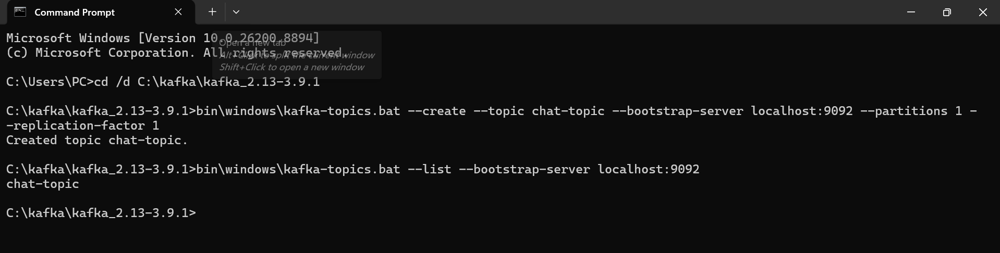 Command Prompt
Microsoft Windows [Version 10.0.26200.8894]
(c) Microsoft Corporation. All rights reserved.
Open a new tab
Alt+Click to split the current window
Shift+Click to open a new window
C:\Users\PC>cd /d C:\kafka\kafka_2.13-3.9.1
C:\kafka\kafka_2.13-3.9.1>bin\windows\kafka-topics.bat --create --topic chat-topic --bootstrap-server localhost:9092 --partitions 1 -
-replication-factor 1
Created topic chat-topic.
C:\kafka\kafka_2.13-3.9.1>bin\windows\kafka-topics.bat --list --bootstrap-server localhost:9092
chat-topic
C:\kafka\kafka_2.13-3.9.1>